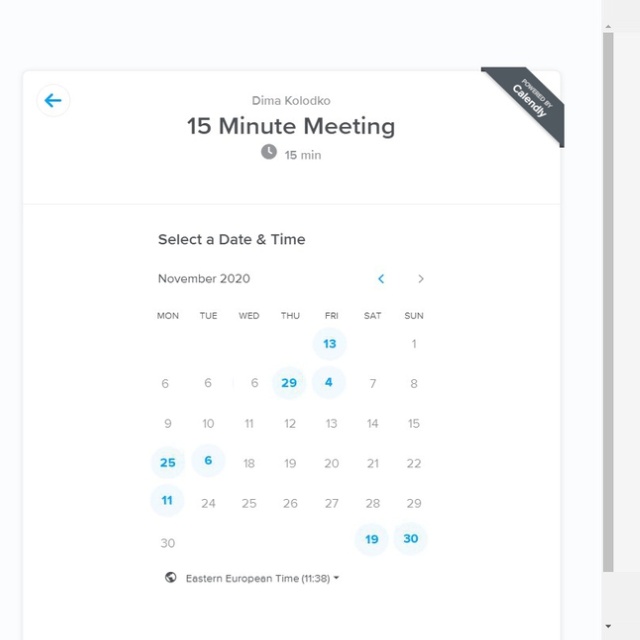 Dima Kolodko
15 Minute Meeting
15 min
POWERED BY
Calendly
Select a Date & Time
November 2020
MON TUE WED THU FRI SAT SUN
13 1
6 6 6 29 4 7 8
9 10 11 12 13 14 15
25 6 18 19 20 21 22
11 24 25 26 27 28 29
30 19 30
Eastern European Time (11:38)